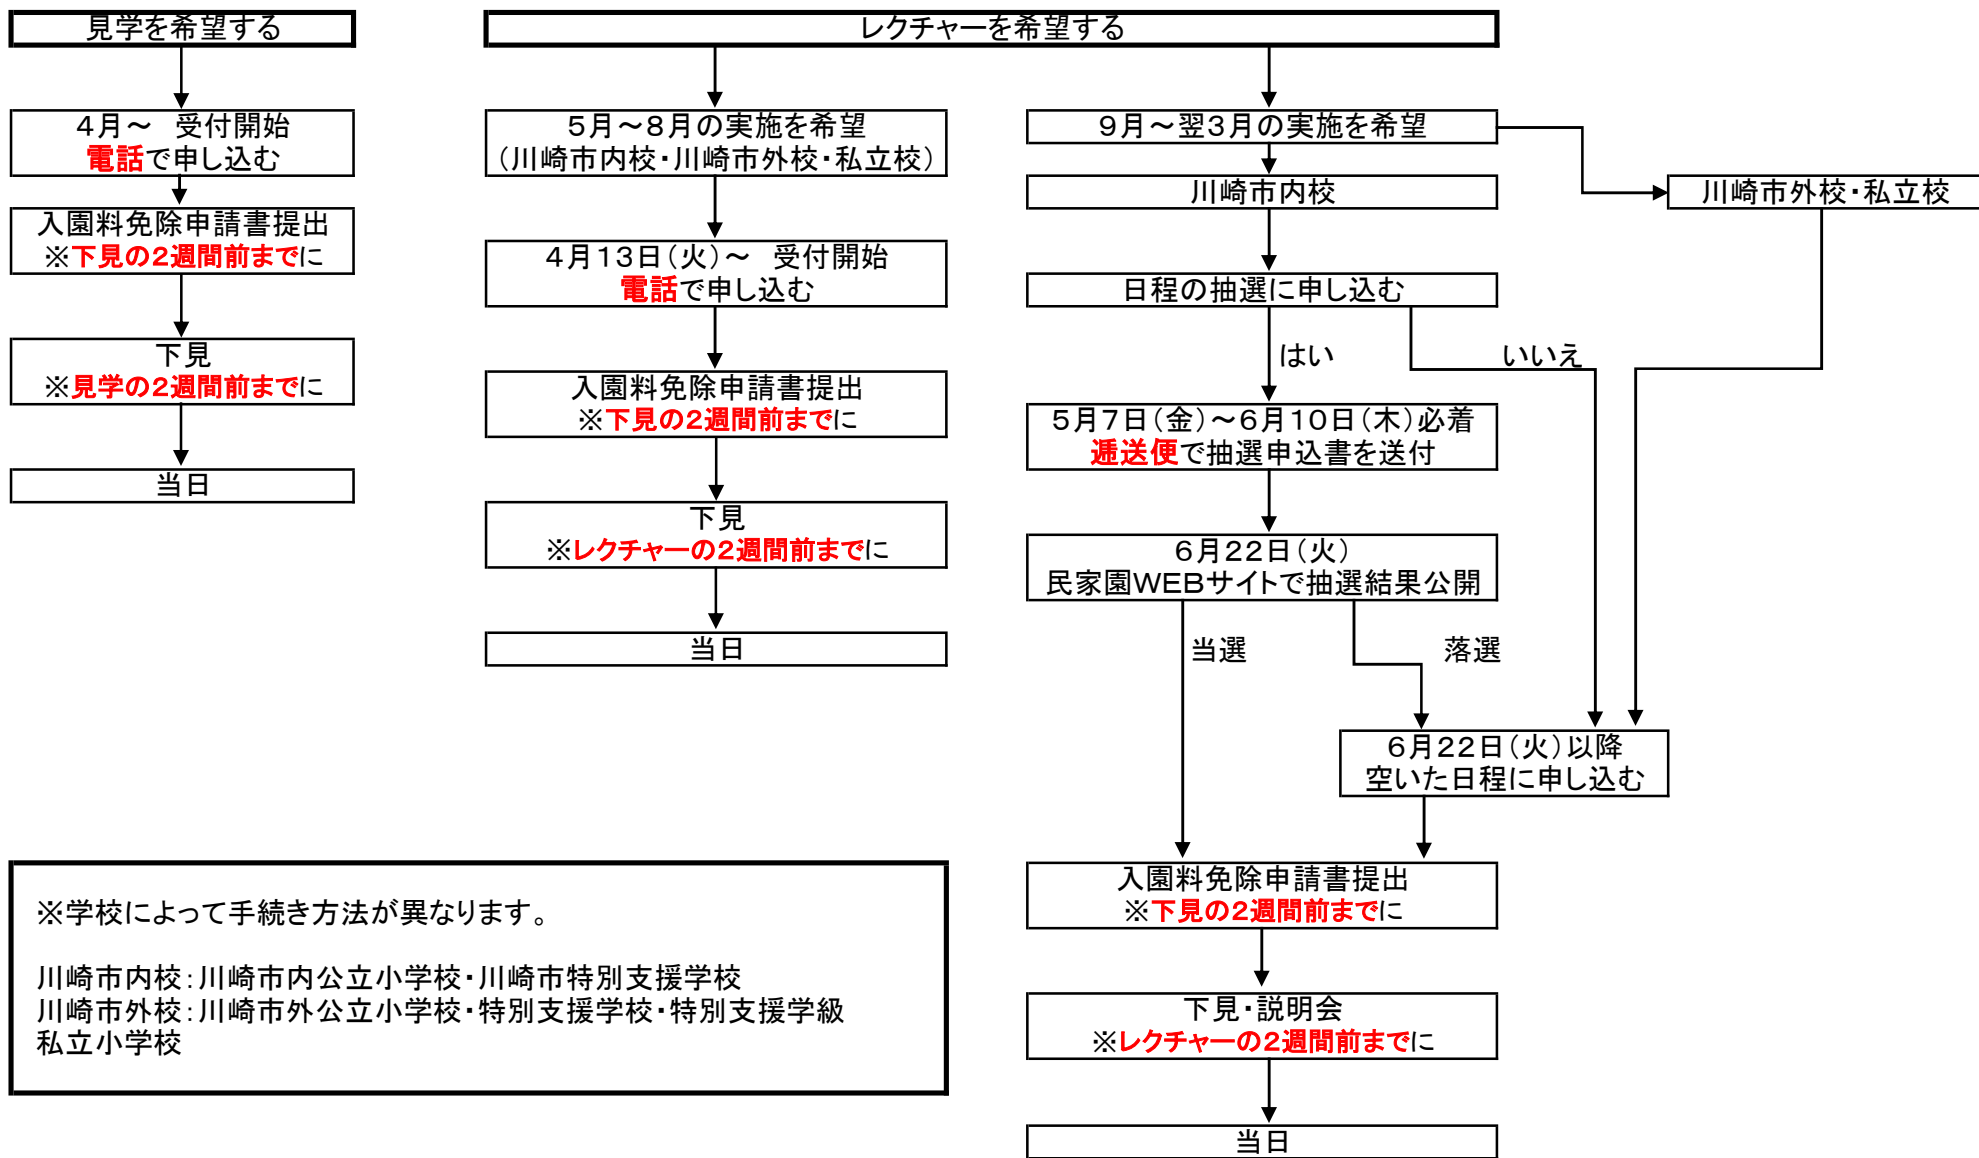 見学を希望する
４月～　受付開始
電話で申し込む
入園料免除申請書提出
※下見の２週間前までに
下見
※見学の２週間前までに
当日
レクチャーを希望する
５月～８月の実施を希望
（川崎市内校・川崎市外校・私立校）
４月１３日（火）～　受付開始
電話で申し込む
入園料免除申請書提出
※下見の２週間前までに
下見
※レクチャーの２週間前までに
当日
９月～翌３月の実施を希望
川崎市内校
川崎市外校・私立校
日程の抽選に申し込む
はい
いいえ
５月７日（金）～６月１０日（木）必着
逓送便で抽選申込書を送付
６月２２日（火）
民家園ＷＥＢサイトで抽選結果公開
当選
落選
６月２２日（火）以降
空いた日程に申し込む
入園料免除申請書提出
※下見の２週間前までに
下見・説明会
※レクチャーの２週間前までに
当日
※学校によって手続き方法が異なります。
川崎市内校：川崎市内公立小学校・川崎市特別支援学校
川崎市外校：川崎市外公立小学校・特別支援学校・特別支援学級
私立小学校